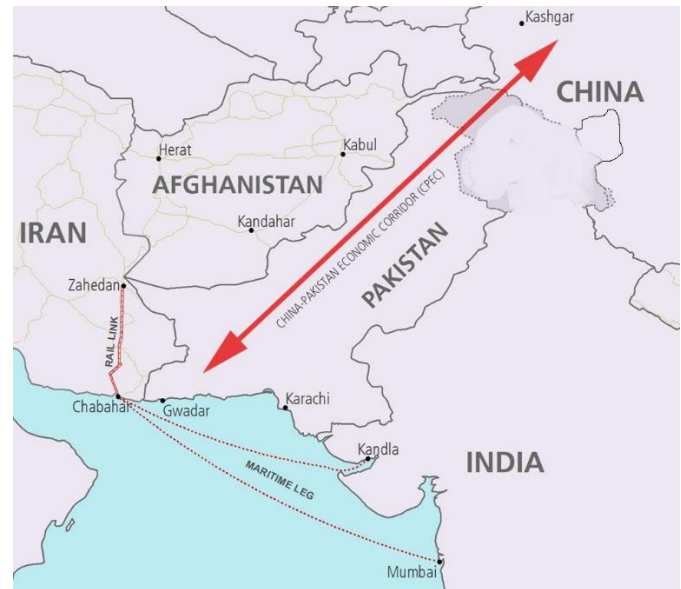 Kashgar
CHINA
Herat
Kabul
AFGHANISTAN
Kandahar
CHINA-PAKISTAN ECONOMIC CORRIDOR (CPEC)
PAKISTAN
IRAN
Zahedan
RAIL LINK
Chabahar
Gwadar
Karachi
Kandla
MARITIME LEG
INDIA
Mumbai